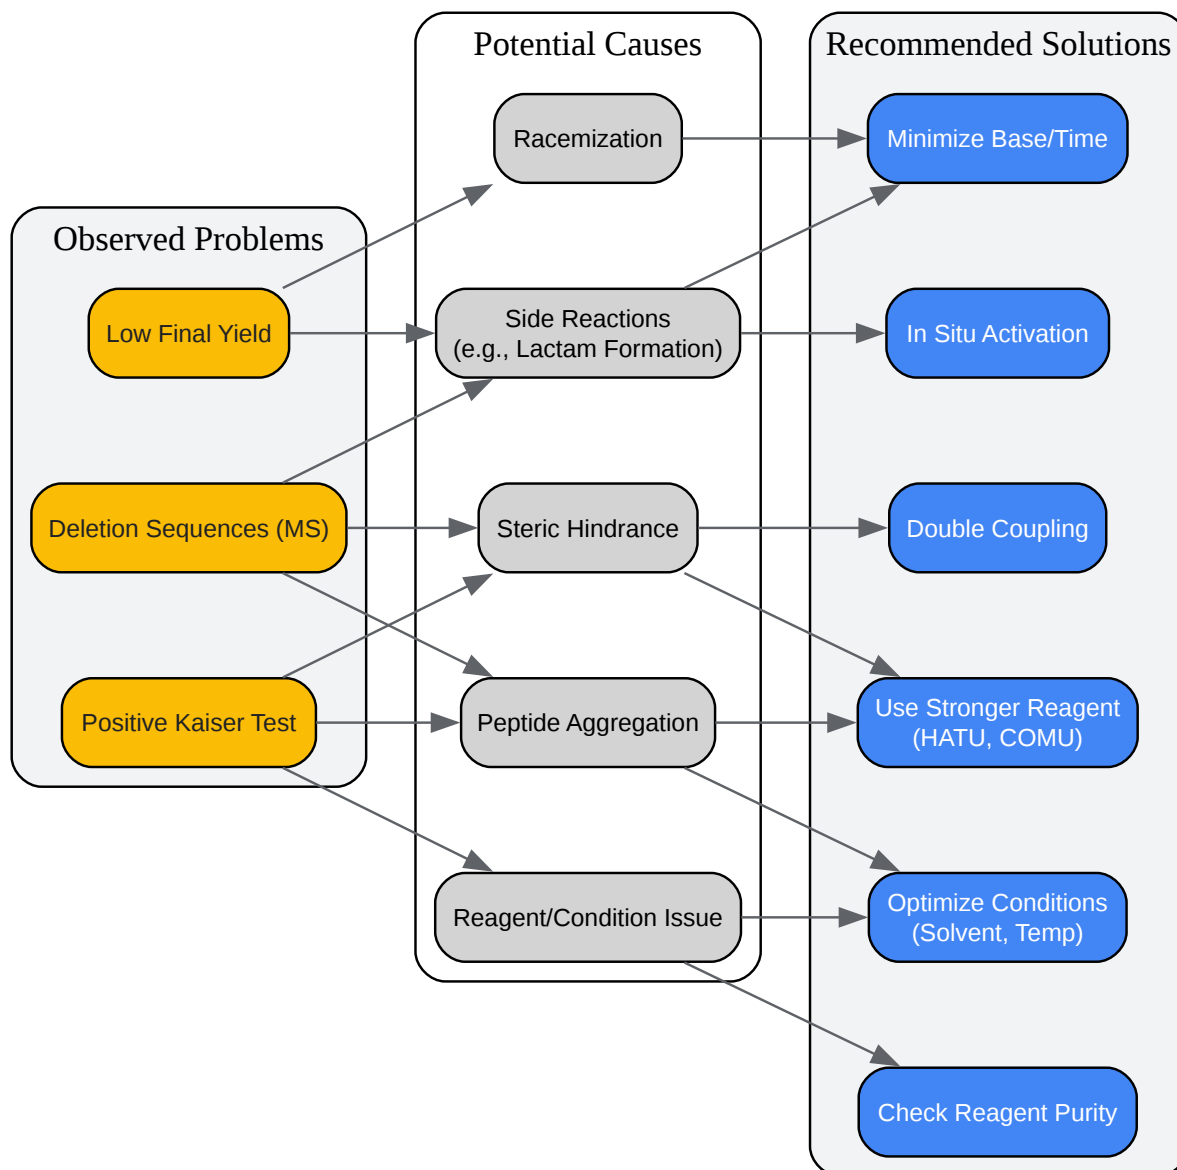 Observed Problems
Low Final Yield
Deletion Sequences (MS)
Positive Kaiser Test
Potential Causes
Racemization
Side Reactions
(e.g., Lactam Formation)
Steric Hindrance
Peptide Aggregation
Reagent/Condition Issue
Recommended Solutions
Minimize Base/Time
In Situ Activation
Double Coupling
Use Stronger Reagent
(HATU, COMU)
Optimize Conditions
(Solvent, Temp)
Check Reagent Purity